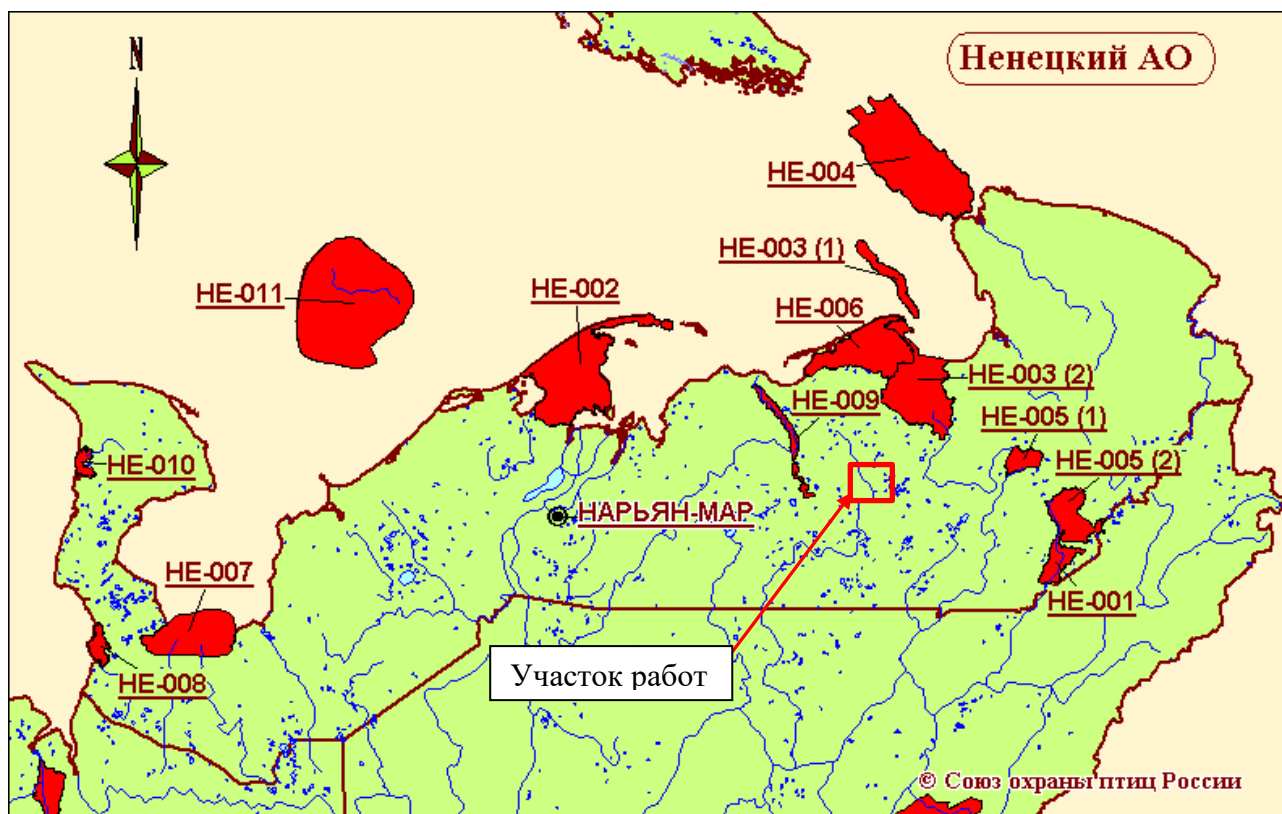 N
Ненецкий АО
НЕ-004
НЕ-003 (1)
НЕ-011
НЕ-002
НЕ-006
НЕ-003 (2)
НЕ-009
НЕ-005 (1)
НЕ-010
НЕ-005 (2)
НАРЬЯН-МАР
НЕ-007
НЕ-001
Участок работ
НЕ-008
© Союз охраны птиц России